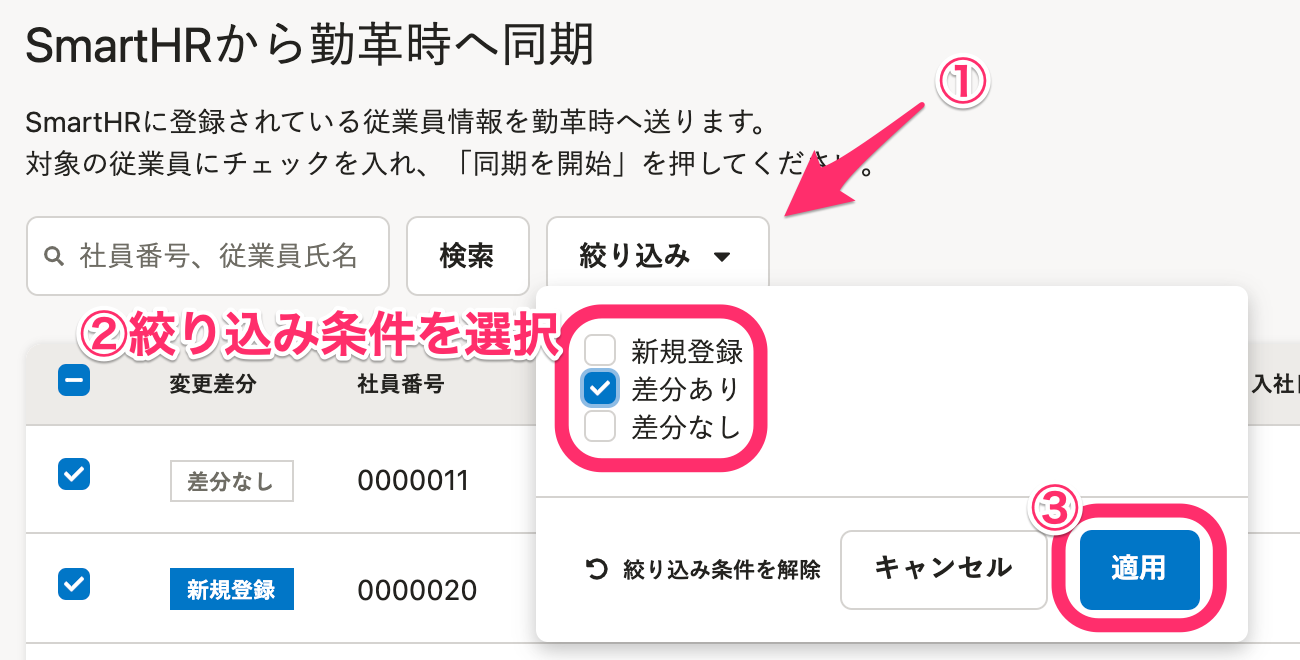 SmartHRから勤革時へ同期
①
SmartHRに登録されている従業員情報を勤革時へ送ります。
対象の従業員にチェックを入れ、「同期を開始」を押してください。
社員番号、従業員氏名
検索
絞り込み
②絞り込み条件を選択
新規登録
差分あり
差分なし
変更差分
社員番号
入社
差分なし
0000011
③
絞り込み条件を解除
キャンセル
適用
新規登録
0000020